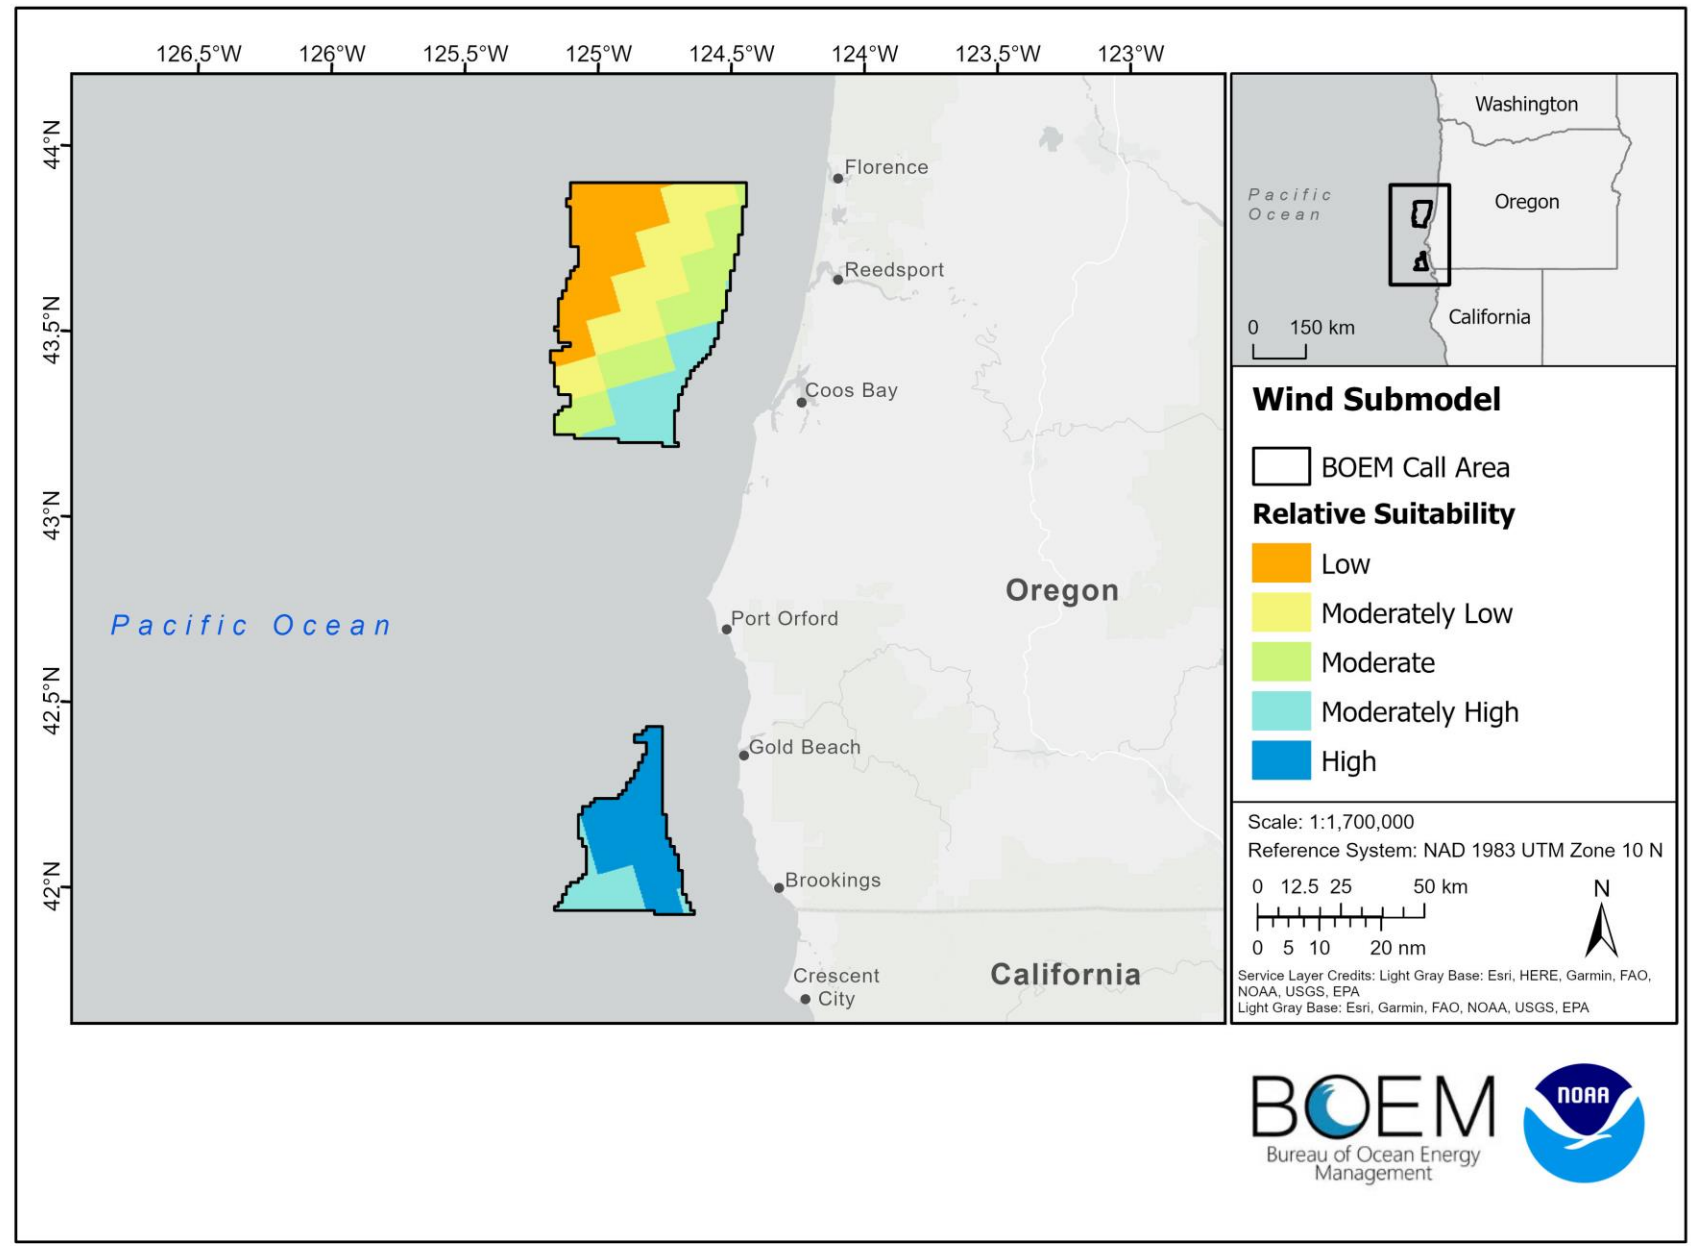 126.5°W 126°W 125.5°W 125°W 124.5°W 124°W 123.5°W 123°W
44°N
43.5°N
43°N
42.5°N
42°N
Florence
Reedsport
Coos Bay
Oregon
Port Orford
Pacific Ocean
Gold Beach
Brookings
California
Crescent
City
Washington
Pacific
Ocean
Oregon
California
0 150 km
Wind Submodel
BOEM Call Area
Relative Suitability
Low
Moderately Low
Moderate
Moderately High
High
Scale: 1:1,700,000
Reference System: NAD 1983 UTM Zone 10 N
0 12.5 25 50 km
N
0 5 10 20 nm
Service Layer Credits: Light Gray Base: Esri, HERE, Garmin, FAO,
NOAA, USGS, EPA
Light Gray Base: Esri, Garmin, FAO, NOAA, USGS, EPA
BOEM
Bureau of Ocean Energy
Management
NOAA